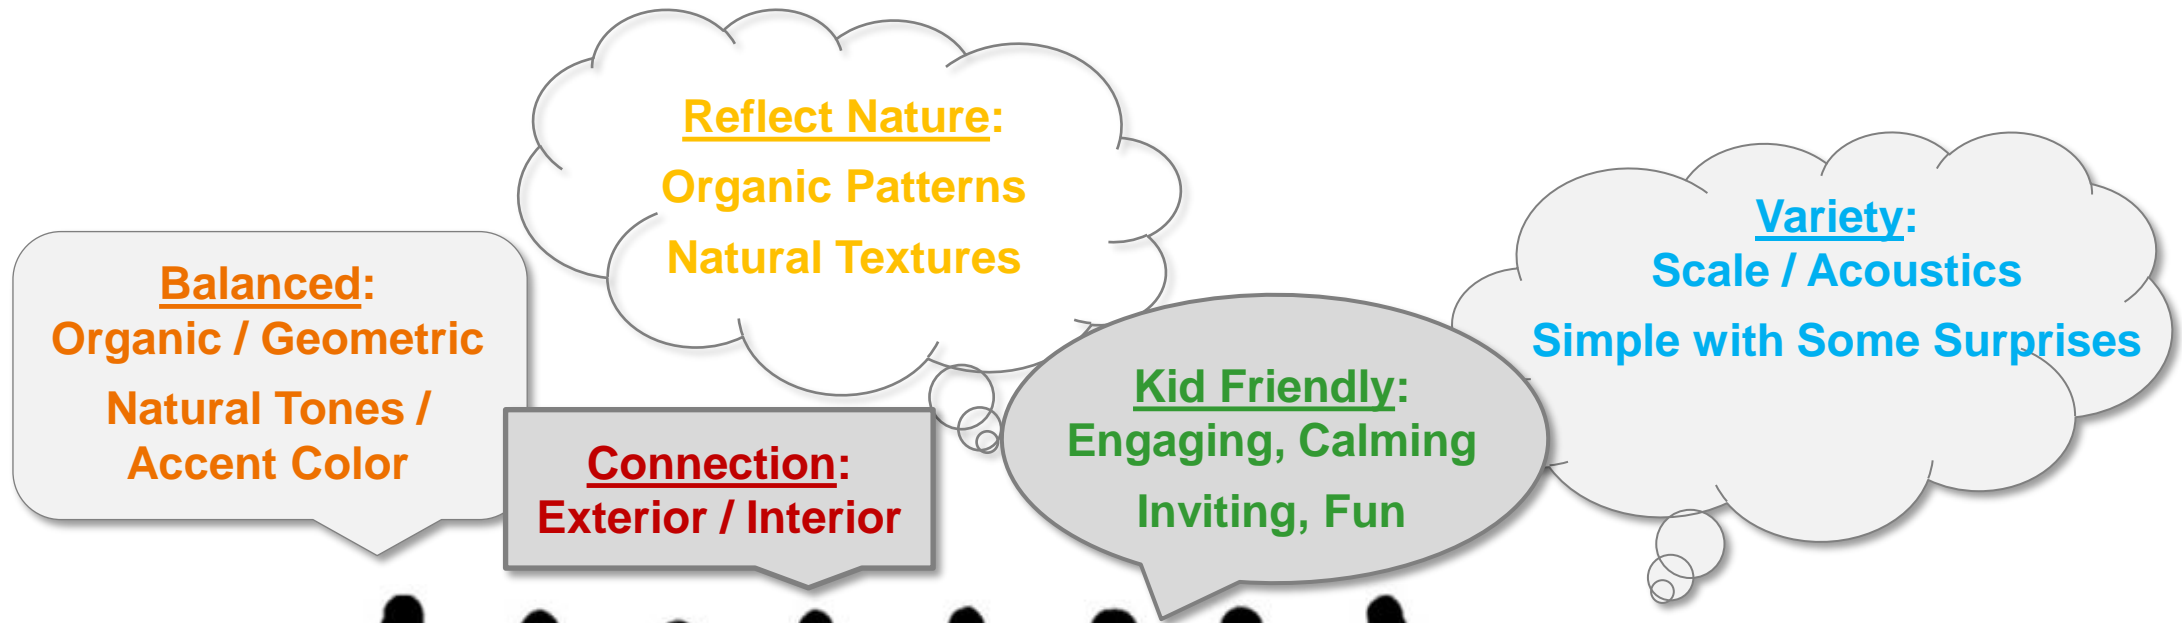 Balanced:
Organic / Geometric
Natural Tones /
Accent Color
Reflect Nature:
Organic Patterns
Natural Textures
Connection:
Exterior / Interior
Kid Friendly:
Engaging, Calming
Inviting, Fun
Variety:
Scale / Acoustics
Simple with Some Surprises